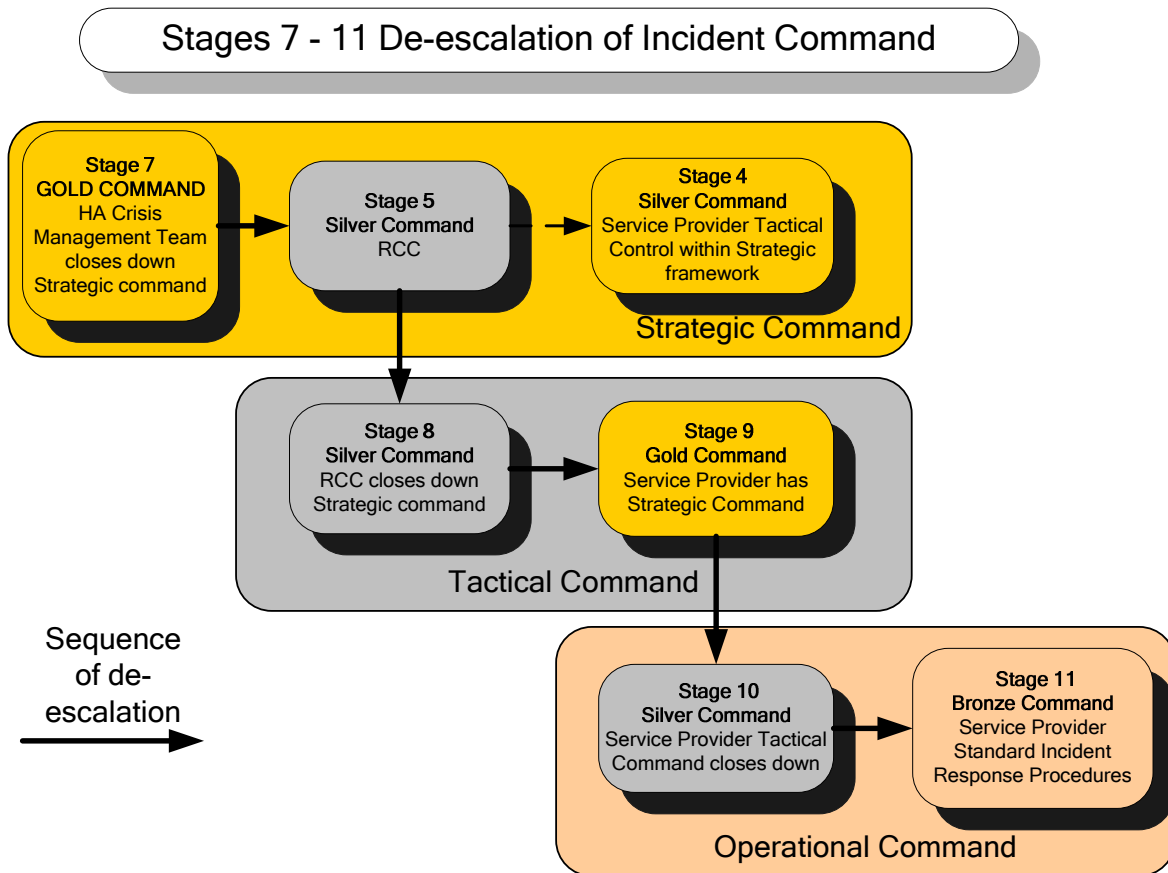 Stages 7 - 11 De-escalation of Incident Command
Stage 7
GOLD COMMAND
HA Crisis
Management Team
closes down
Strategic command
Stage 5
Silver Command
RCC
Stage 4
Silver Command
Service Provider Tactical
Control within Strategic
framework
Strategic Command
Stage 8
Silver Command
RCC closes down
Strategic command
Stage 9
Gold Command
Service Provider has
Strategic Command
Tactical Command
Sequence
of de-
escalation
Stage 10
Silver Command
Service Provider Tactical
Command closes down
Stage 11
Bronze Command
Service Provider
Standard Incident
Response Procedures
Operational Command